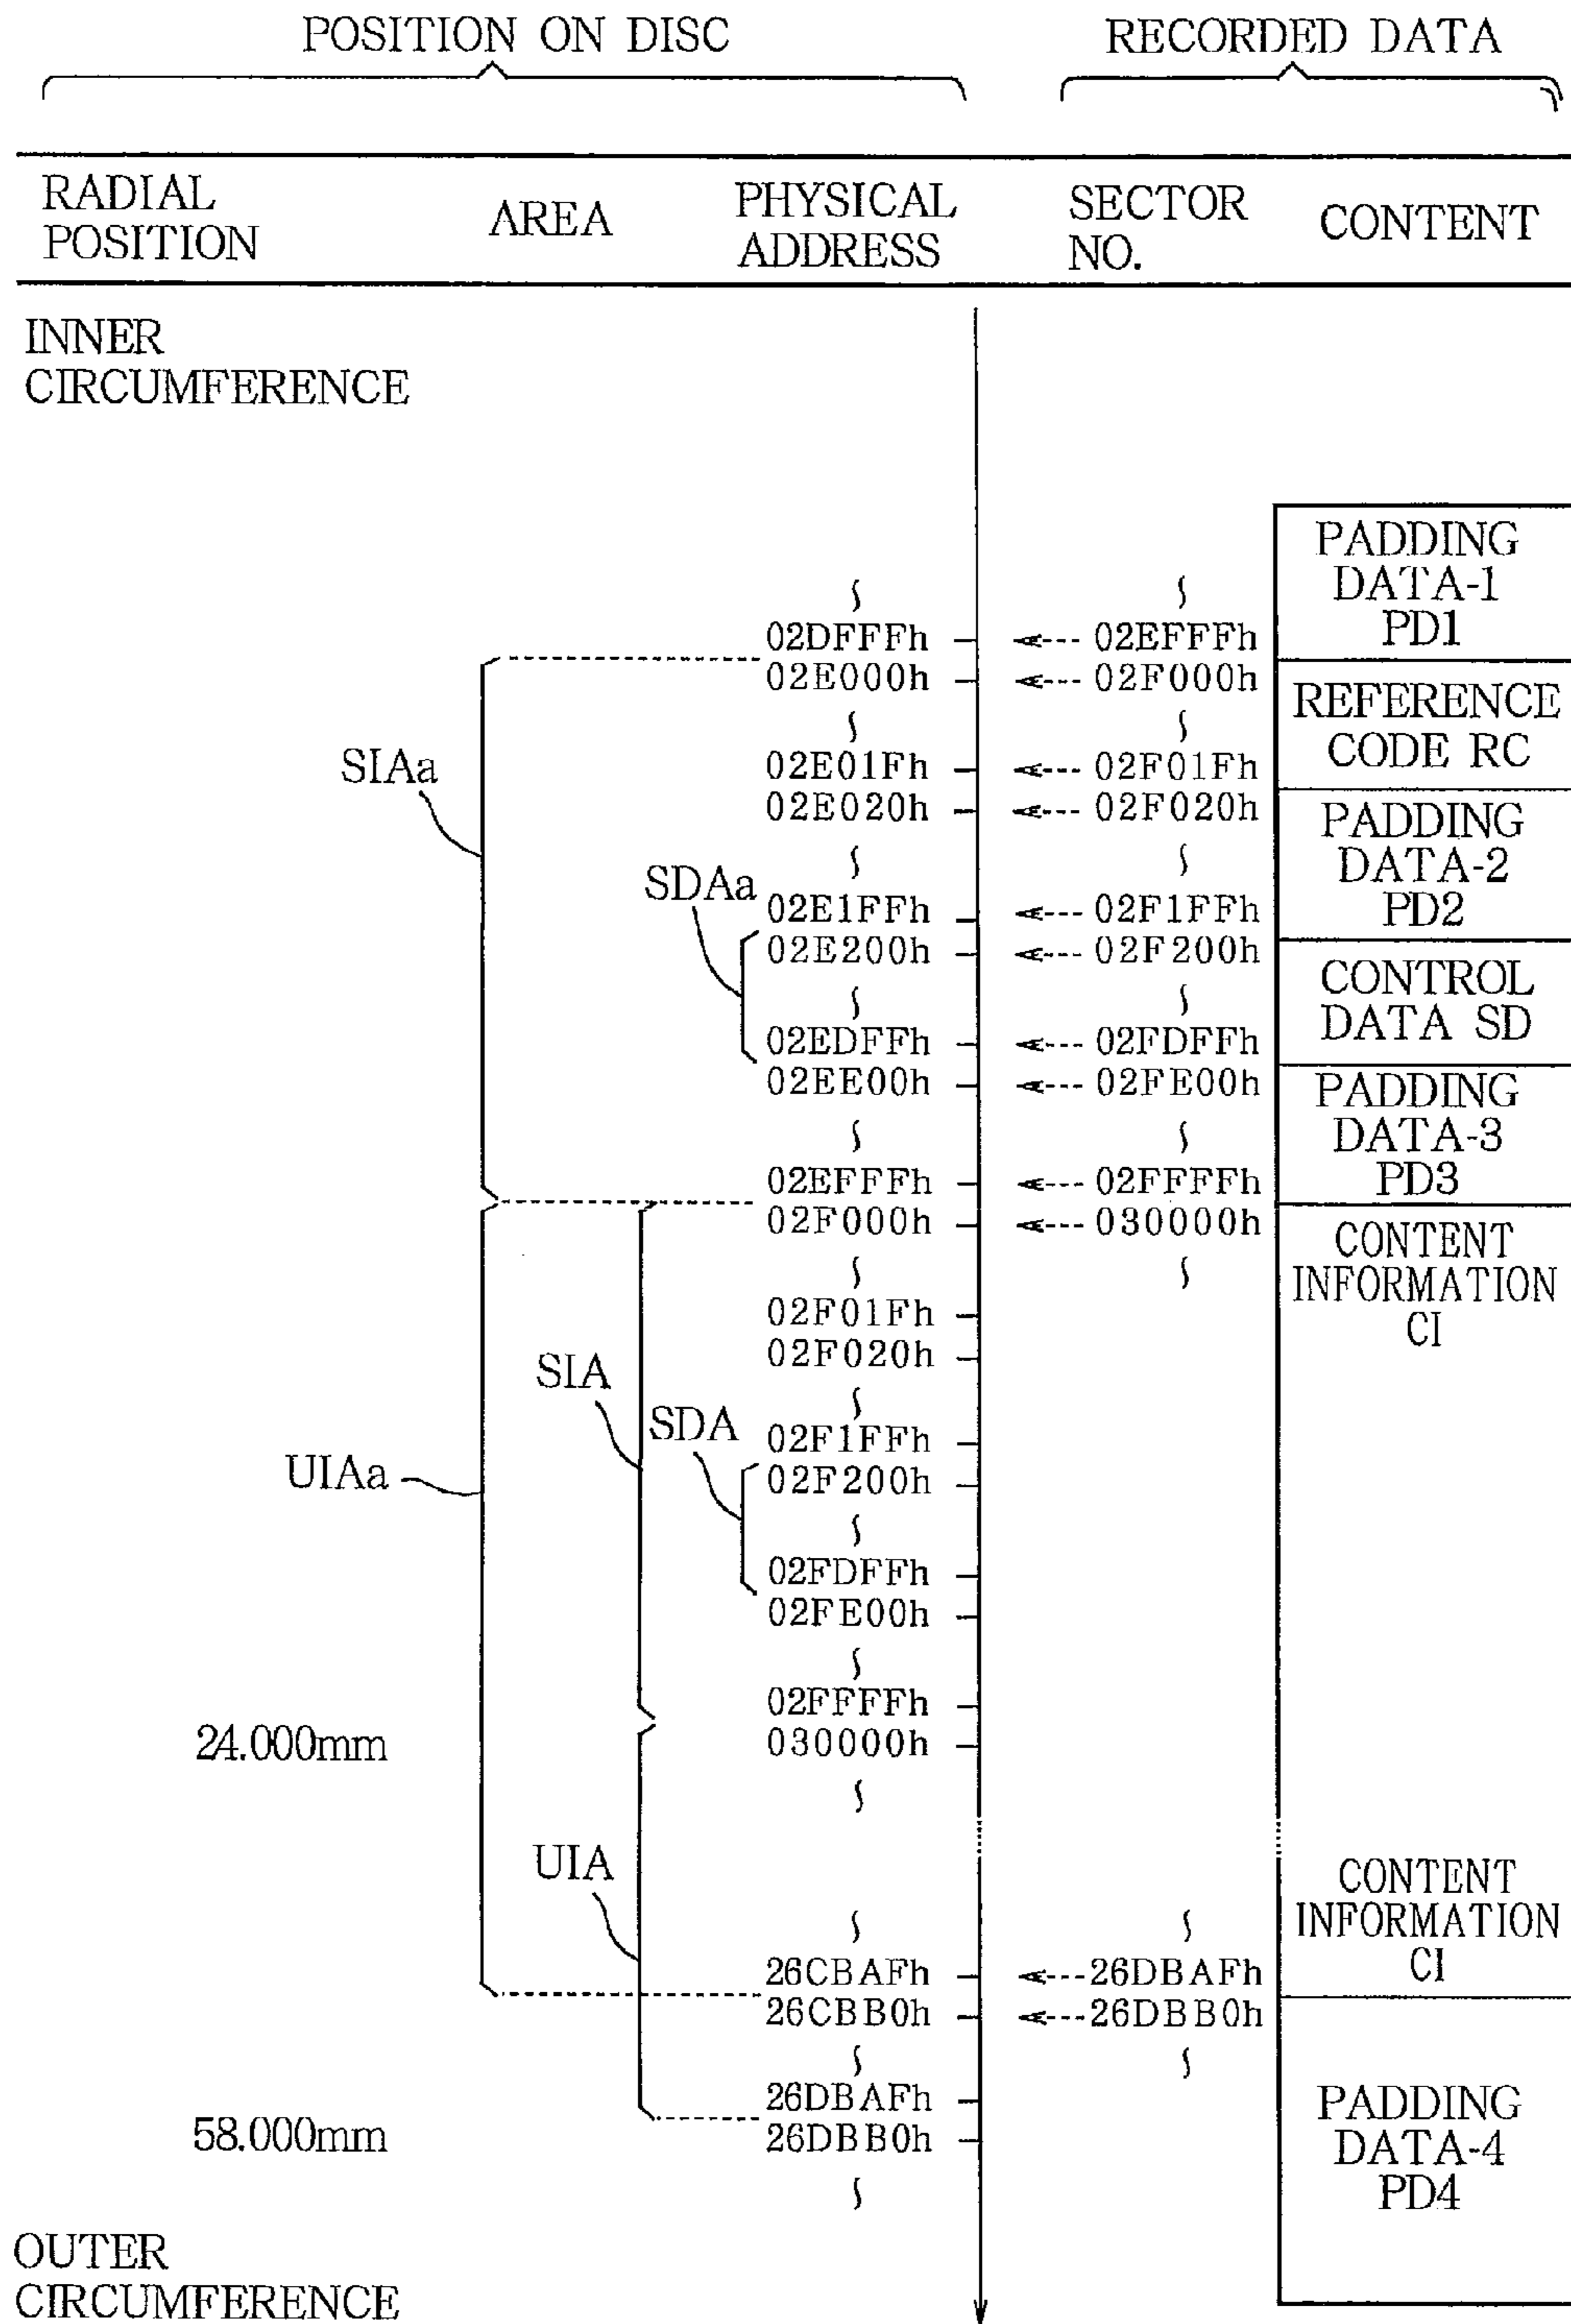 POSITION ON DISC RECORDED DATA
RADIAL POSITION AREA PHYSICAL ADDRESS SECTOR NO. CONTENT
INNER
CIRCUMFERENCE
PADDING
DATA-1
PD1
02DFFFh 02EFFFh
02E000h 02F000h
REFERENCE
CODE RC
SIAa
02E01Fh 02F01Fh
02E020h 02F020h
PADDING
DATA-2
PD2
SDAa
02E1FFh 02F1FFh
02E200h 02F200h
CONTROL
DATA SD
02EDFFh 02FDFFh
02EE00h 02FE00h
PADDING
DATA-3
PD3
02EFFFh 02FFFFh
02F000h 030000h
CONTENT
INFORMATION
CI
02F01Fh
02F020h
SIA
SDA
02F1FFh
UIAa
02F200h
02FDFFh
02FE00h
02FFFFh
24.000mm 030000h
UIA
CONTENT
INFORMATION
CI
26CBAFh 26DBAFh
26CBB0h 26DBB0h
26DBAFh
58.000mm 26DBB0h
PADDING
DATA-4
PD4
OUTER
CIRCUMFERENCE